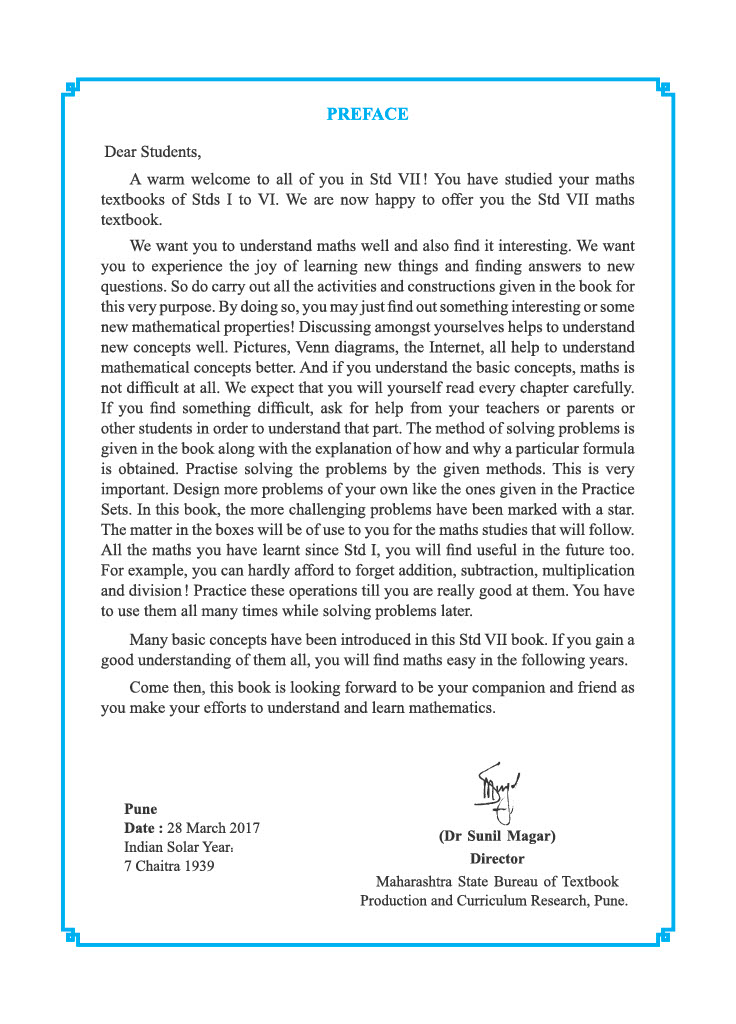 PREFACE
Dear Students,
A warm welcome to all of you in Std VII! You have studied your maths
textbooks of Stds I to VI. We are now happy to offer you the Std VII maths
textbook.
We want you to understand maths well and also find it interesting. We want
you to experience the joy of learning new things and finding answers to new
questions. So do carry out all the activities and constructions given in the book for
this very purpose. By doing so, you may just find out something interesting or some
new mathematical properties! Discussing amongst yourselves helps to understand
new concepts well. Pictures, Venn diagrams, the Internet, all help to understand
mathematical concepts better. And if you understand the basic concepts, maths is
not difficult at all. We expect that you will yourself read every chapter carefully.
If you find something difficult, ask for help from your teachers or parents or
other students in order to understand that part. The method of solving problems is
given in the book along with the explanation of how and why a particular formula
is obtained. Practise solving the problems by the given methods. This is very
important. Design more problems of your own like the ones given in the Practice
Sets. In this book, the more challenging problems have been marked with a star.
The matter in the boxes will be of use to you for the maths studies that will follow.
All the maths you have learnt since Std I, you will find useful in the future too.
For example, you can hardly afford to forget addition, subtraction, multiplication
and division! Practice these operations till you are really good at them. You have
to use them all many times while solving problems later.
Many basic concepts have been introduced in this Std VII book. If you gain a
good understanding of them all, you will find maths easy in the following years.
Come then, this book is looking forward to be your companion and friend as
you make your efforts to understand and learn mathematics.
Pune
Date : 28 March 2017
Indian Solar Year:
7 Chaitra 1939
(Dr Sunil Magar)
Director
Maharashtra State Bureau of Textbook
Production and Curriculum Research, Pune.